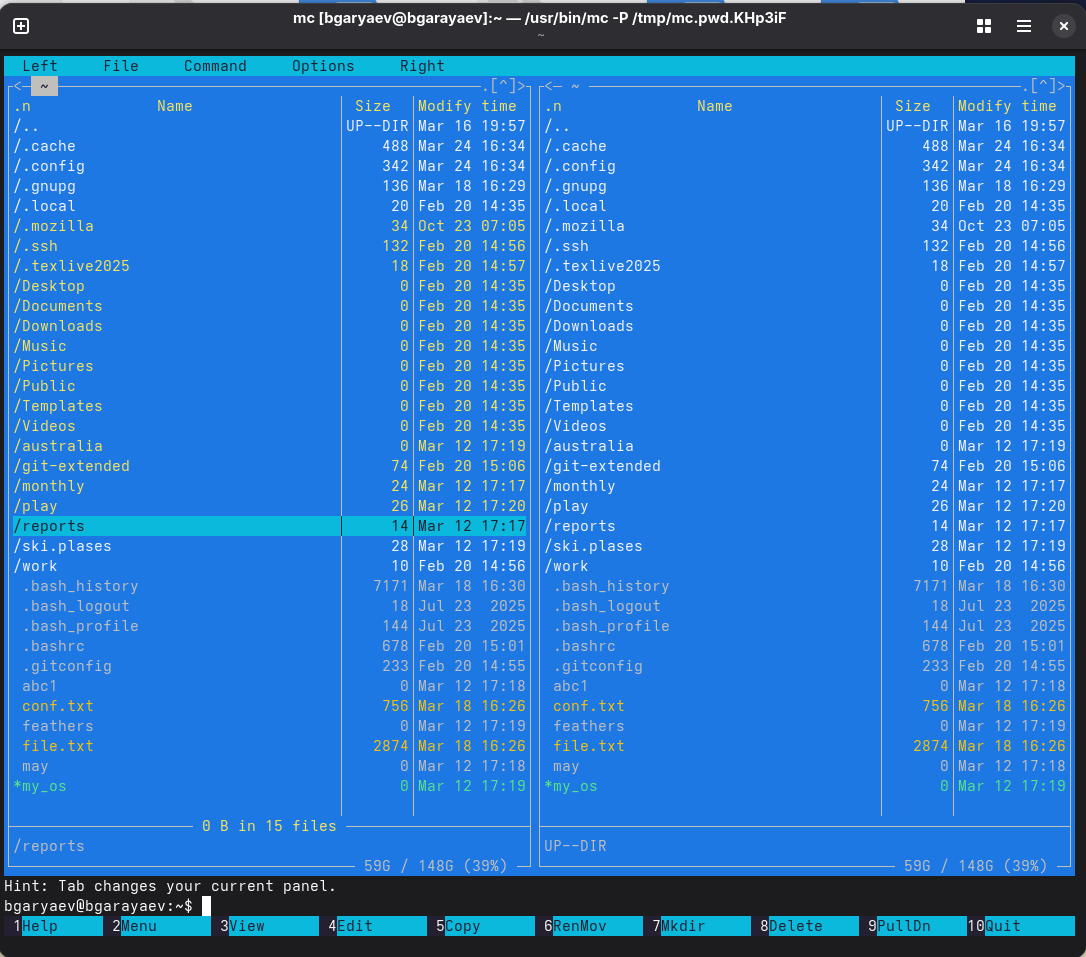 mc [bgaryaev@bgarayaev]:~ — /usr/bin/mc -P /tmp/mc.pwd.KHp3iF
~
Left File Command Options Right
<─ ~ ─.[^]>
.n Name Size Modify time
/.. UP--DIR Mar 16 19:57
/.cache 488 Mar 24 16:34
/.config 342 Mar 24 16:34
/.gnupg 136 Mar 18 16:29
/.local 20 Feb 20 14:35
/.mozilla 34 Oct 23 07:05
/.ssh 132 Feb 20 14:56
/.texlive2025 18 Feb 20 14:57
/Desktop 0 Feb 20 14:35
/Documents 0 Feb 20 14:35
/Downloads 0 Feb 20 14:35
/Music 0 Feb 20 14:35
/Pictures 0 Feb 20 14:35
/Public 0 Feb 20 14:35
/Templates 0 Feb 20 14:35
/Videos 0 Feb 20 14:35
/australia 0 Mar 12 17:19
/git-extended 74 Feb 20 15:06
/monthly 24 Mar 12 17:17
/play 26 Mar 12 17:20
/reports 14 Mar 12 17:17
/ski.plases 28 Mar 12 17:19
/work 10 Feb 20 14:56
.bash_history 7171 Mar 18 16:30
.bash_logout 18 Jul 23 2025
.bash_profile 144 Jul 23 2025
.bashrc 678 Feb 20 15:01
.gitconfig 233 Feb 20 14:55
abc1 0 Mar 12 17:18
conf.txt 756 Mar 18 16:26
feathers 0 Mar 12 17:19
file.txt 2874 Mar 18 16:26
may 0 Mar 12 17:18
*my_os 0 Mar 12 17:19
0 B in 15 files
/reports
59G / 148G (39%)
<─ ~ ─.[^]>
.n Name Size Modify time
/.. UP--DIR Mar 16 19:57
/.cache 488 Mar 24 16:34
/.config 342 Mar 24 16:34
/.gnupg 136 Mar 18 16:29
/.local 20 Feb 20 14:35
/.mozilla 34 Oct 23 07:05
/.ssh 132 Feb 20 14:56
/.texlive2025 18 Feb 20 14:57
/Desktop 0 Feb 20 14:35
/Documents 0 Feb 20 14:35
/Downloads 0 Feb 20 14:35
/Music 0 Feb 20 14:35
/Pictures 0 Feb 20 14:35
/Public 0 Feb 20 14:35
/Templates 0 Feb 20 14:35
/Videos 0 Feb 20 14:35
/australia 0 Mar 12 17:19
/git-extended 74 Feb 20 15:06
/monthly 24 Mar 12 17:17
/play 26 Mar 12 17:20
/reports 14 Mar 12 17:17
/ski.plases 28 Mar 12 17:19
/work 10 Feb 20 14:56
.bash_history 7171 Mar 18 16:30
.bash_logout 18 Jul 23 2025
.bash_profile 144 Jul 23 2025
.bashrc 678 Feb 20 15:01
.gitconfig 233 Feb 20 14:55
abc1 0 Mar 12 17:18
conf.txt 756 Mar 18 16:26
feathers 0 Mar 12 17:19
file.txt 2874 Mar 18 16:26
may 0 Mar 12 17:18
*my_os 0 Mar 12 17:19
UP--DIR
59G / 148G (39%)
Hint: Tab changes your current panel.
bgaryaev@bgarayaev:~$
1Help 2Menu 3View 4Edit 5Copy 6RenMov 7Mkdir 8Delete 9PullDn 10Quit